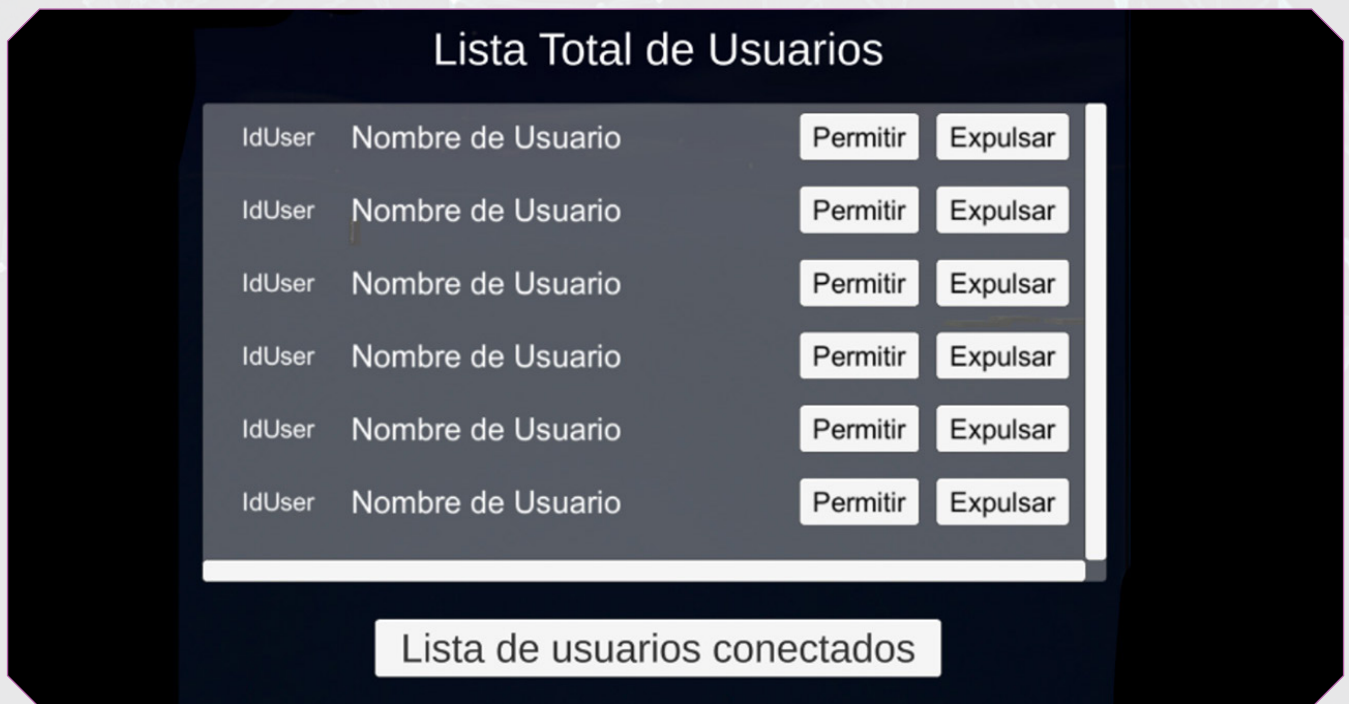 Lista Total de Usuarios
IdUser Nombre de Usuario Permitir Expulsar
IdUser Nombre de Usuario Permitir Expulsar
IdUser Nombre de Usuario Permitir Expulsar
IdUser Nombre de Usuario Permitir Expulsar
IdUser Nombre de Usuario Permitir Expulsar
IdUser Nombre de Usuario Permitir Expulsar
Lista de usuarios conectados